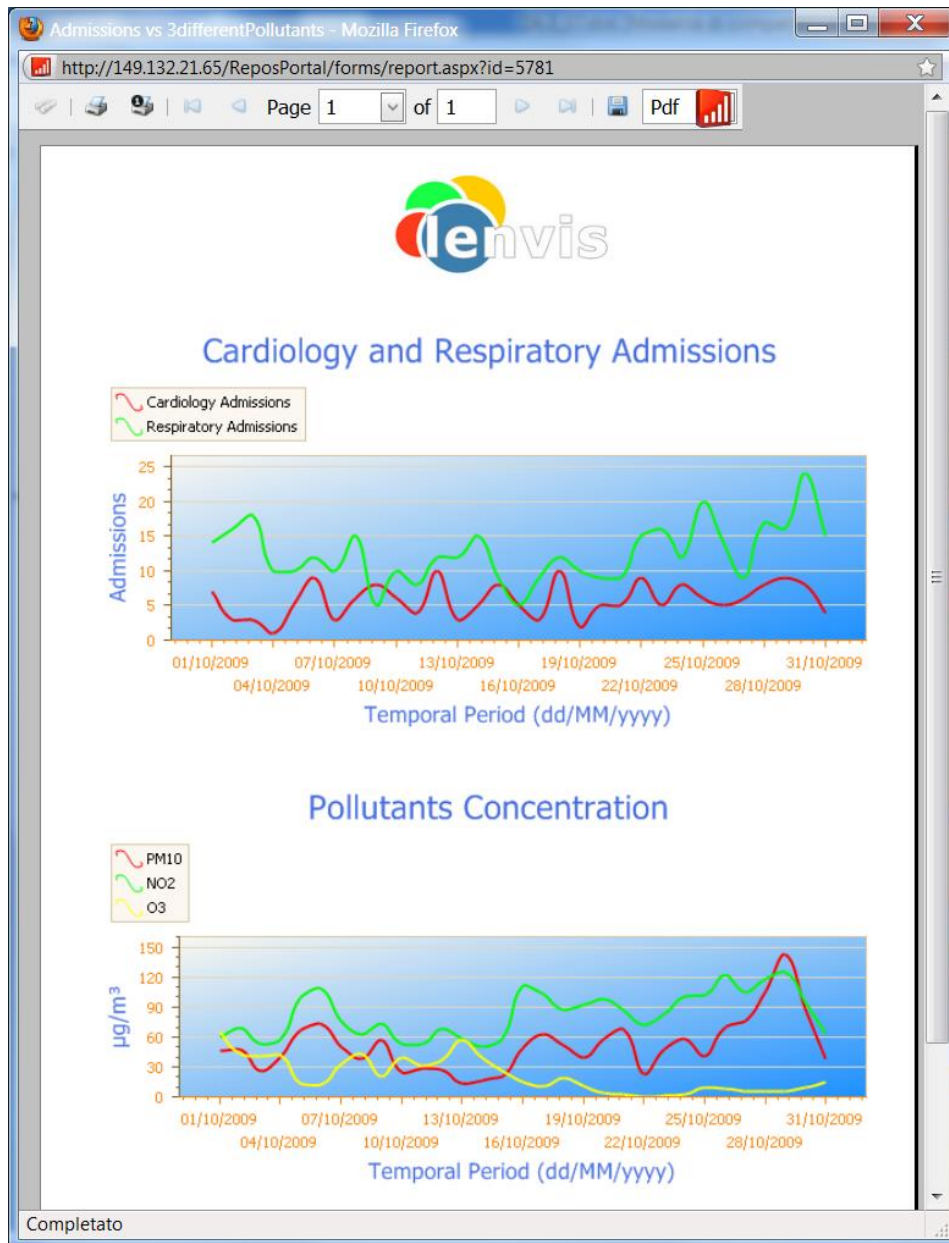 Admissions vs 3differentPollutants - Mozilla Firefox
http://149.132.21.65/ReposPortal/forms/report.aspx?id=5781
Page 1 of 1 Pdf
lenvis
Cardiology and Respiratory Admissions
Cardiology Admissions
Respiratory Admissions
25
20
15
10
5
0
Admissions
01/10/2009 07/10/2009 13/10/2009 19/10/2009 25/10/2009 31/10/2009
04/10/2009 10/10/2009 16/10/2009 22/10/2009 28/10/2009
Temporal Period (dd/MM/yyyy)
Pollutants Concentration
PM10
NO2
O3
150
120
90
60
30
0
µg/m³
01/10/2009 07/10/2009 13/10/2009 19/10/2009 25/10/2009 31/10/2009
04/10/2009 10/10/2009 16/10/2009 22/10/2009 28/10/2009
Temporal Period (dd/MM/yyyy)
Completato